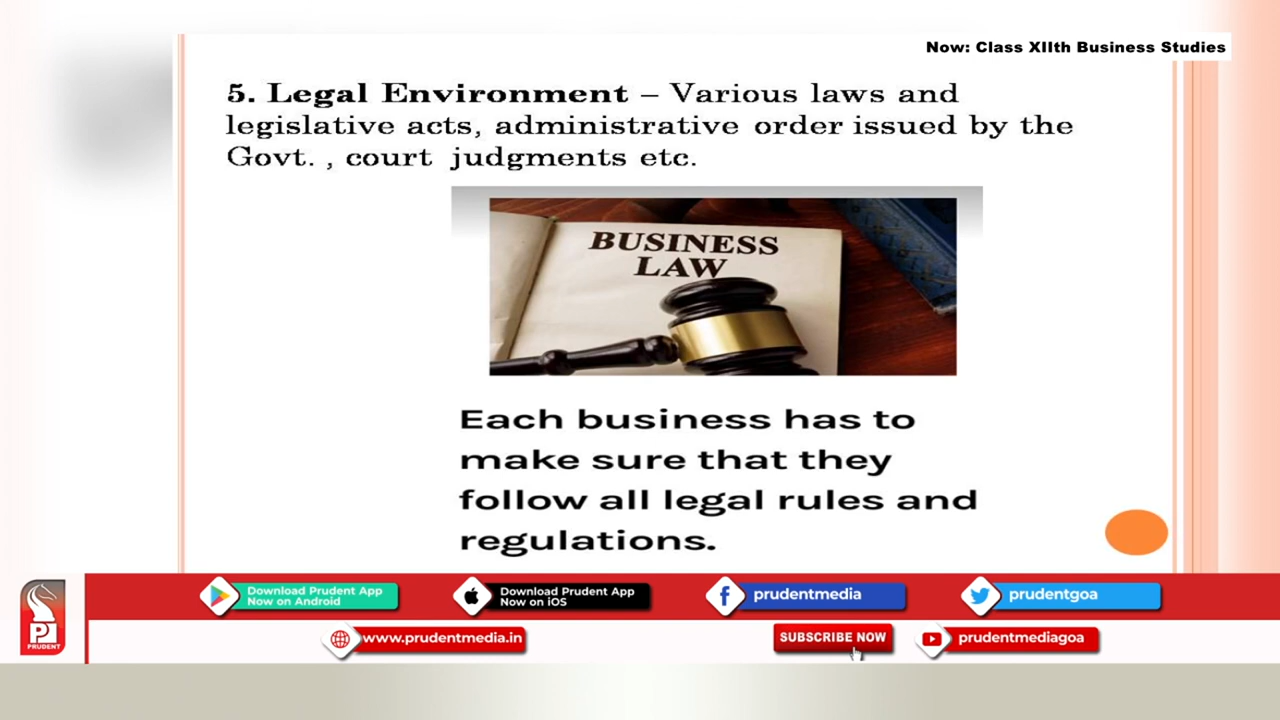 Now: Class XIIth Business Studies
5. Legal Environment – Various laws and
legislative acts, administrative order issued by the
Govt. , court judgments etc.
BUSINESS
LAW
Each business has to
make sure that they
follow all legal rules and
regulations.
Download Prudent App
Now on Android
Download Prudent App
Now on iOS
prudentmedia
prudentgoa
PRUDENT
www.prudentmedia.in
SUBSCRIBE NOW
prudentmediagoa